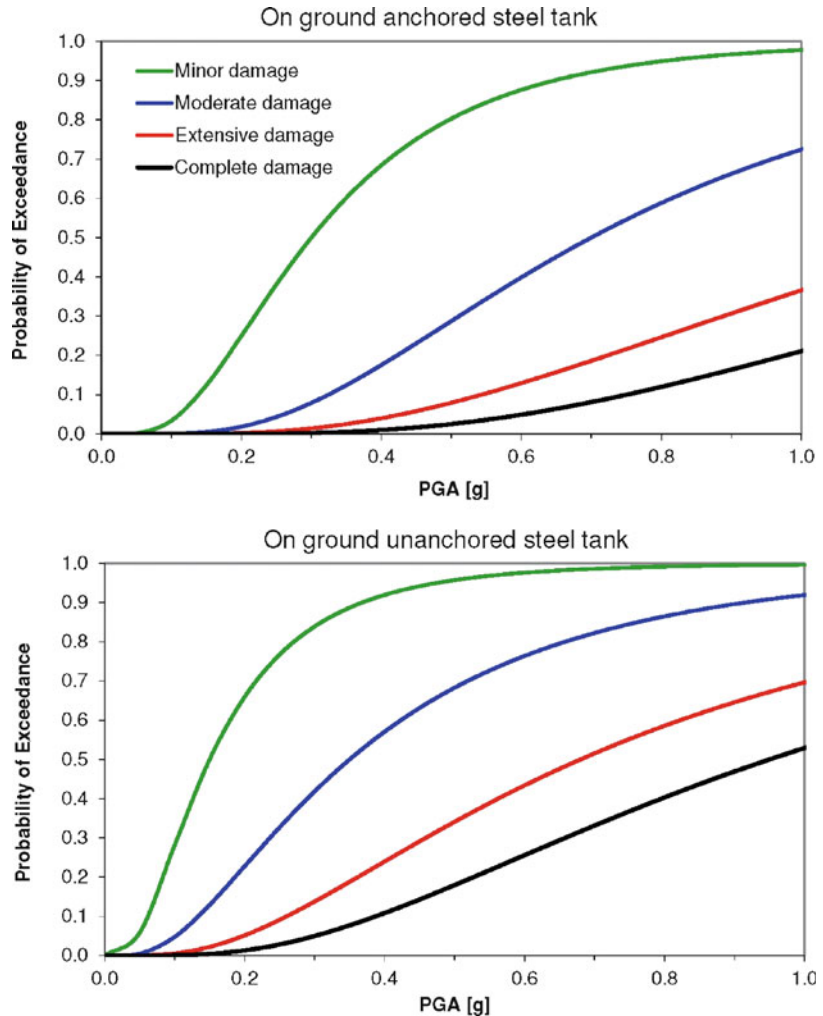 On ground anchored steel tank
1.0
0.9
0.8
0.7
0.6
0.5
0.4
0.3
0.2
0.1
0.0
Probability of Exceedance
Minor damage
Moderate damage
Extensive damage
Complete damage
0.0 0.2 0.4 0.6 0.8 1.0
PGA [g]
On ground unanchored steel tank
1.0
0.9
0.8
0.7
0.6
0.5
0.4
0.3
0.2
0.1
0.0
Probability of Exceedance
0.0 0.2 0.4 0.6 0.8 1.0
PGA [g]